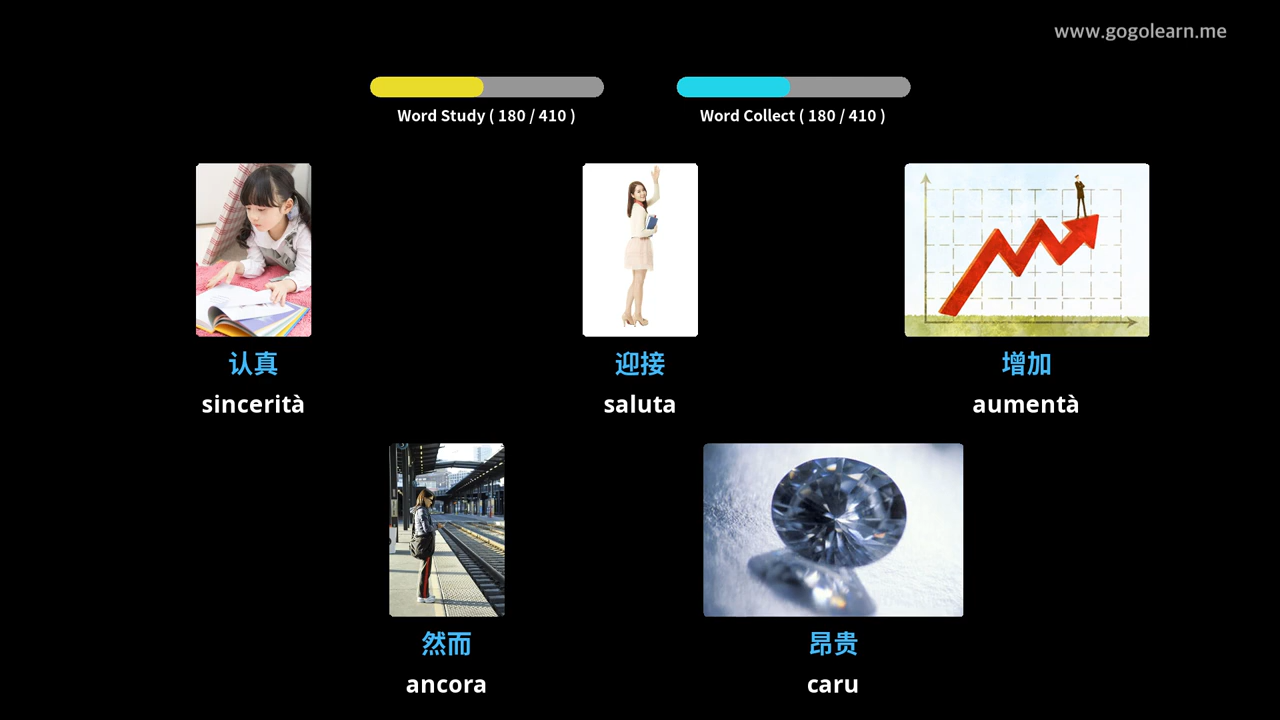 www.gogolearn.me
Word Study ( 180 / 410 )
Word Collect ( 180 / 410 )
认真
sincerità
迎接
saluta
增加
aumentà
然而
ancora
昂贵
caru